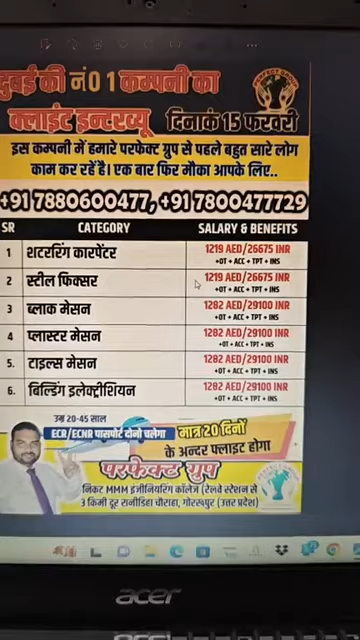 दुबई की नं0 1 कम्पनी का
क्लाइंट इन्टरव्यू दिनाकं 15 फरवरी
PERFECT GROUP
इस कम्पनी में हमारे परफेक्ट ग्रुप से पहले बहुत सारे लोग
काम कर रहें है। एक बार फिर मौका आपके लिए..
+91 7880600477, +91 7800477729
SR CATEGORY SALARY & BENEFITS
1 शटररिंग कारपेंटर 1219 AED/26675 INR
+OT + ACC + TPT + INS
2 स्टील फिक्सर 1219 AED/26675 INR
+OT + ACC + TPT + INS
3 ब्लाक मेसन 1282 AED/29100 INR
+OT + ACC + TPT + INS
4 प्लास्टर मेसन 1282 AED/29100 INR
+OT + ACC + TPT + INS
5. टाइल्स मेसन 1282 AED/29100 INR
+OT + ACC + TPT + INS
6. बिल्डिंग इलेक्ट्रीशियन 1282 AED/29100 INR
+OT + ACC + TPT + INS
उम्र 20-45 साल
ECR/ECNR पासपोर्ट दोनो चलेगा मात्र 20 दिनों
के अन्दर फ्लाइट होगा
परफेक्ट ग्रुप
निकट MMM इंजीनियरिंग कॉलेज (रेलवे स्टेशन से
3 किमी दूर रानीडिहा चौराहा, गोरखपुर (उत्तर प्रदेश)
acer